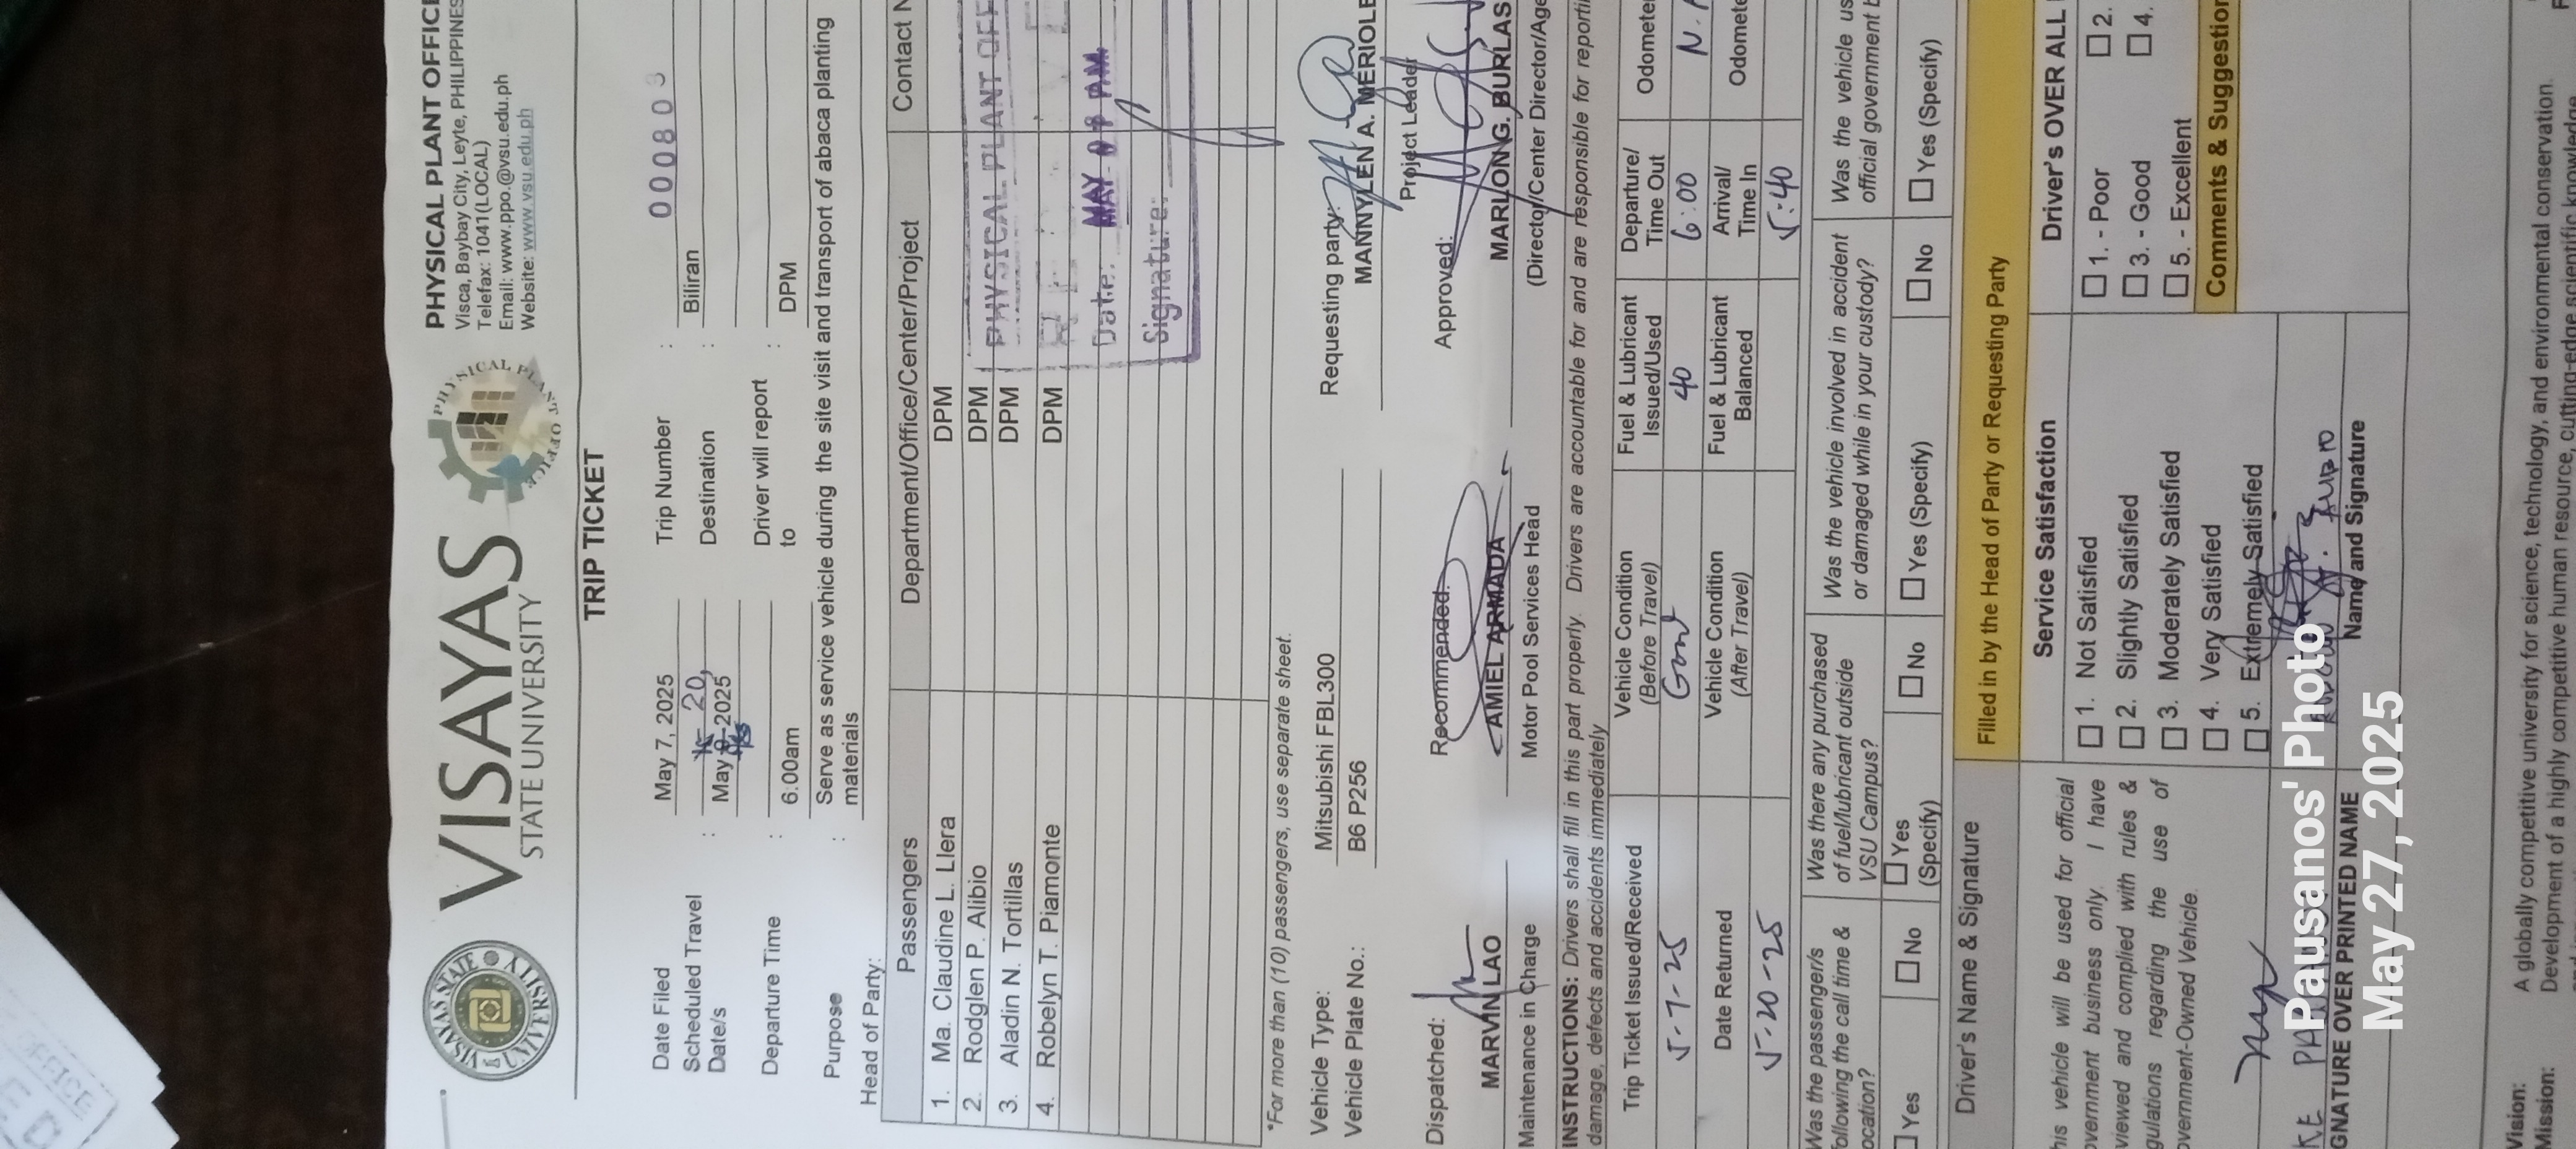 VISAYAS
STATE UNIVERSITY
PHYSICAL PLANT OFFICE
Visca, Baybay City, Leyte, PHILIPPINES
Telefax: 1041(LOCAL)
Email: www.ppo.@vsu.edu.ph
Website: www.vsu.edu.ph
TRIP TICKET
Date Filed May 7, 2025 Trip Number : 000803
Scheduled Travel Date/s : May 20, 2025 Destination : Biliran
Departure Time : 6:00am Driver will report to : DPM
Purpose : Serve as service vehicle during the site visit and transport of abaca planting materials
Head of Party:
Passengers Department/Office/Center/Project Contact N
1. Ma. Claudine L. Llera DPM
2. Rodglen P. Alibio DPM
3. Aladin N. Tortillas DPM
4. Robelyn T. Piamonte DPM
PHYSICAL PLANT OFF
Date: MAY 08 P.M.
Signature:
*For more than (10) passengers, use separate sheet.
Vehicle Type: Mitsubishi FBL300
Vehicle Plate No.: B6 P256
Requesting party:
MANNYLEN A. MERIOLE
Project Leader
Dispatched: Recommended: Approved:
MARVIN LAO AMIEL ARMADA MARLON G. BURLAS
Maintenance in Charge Motor Pool Services Head (Director/Center Director/Age
INSTRUCTIONS: Drivers shall fill in this part properly. Drivers are accountable for and are responsible for reporti
damage, defects and accidents immediately
Trip Ticket Issued/Received Vehicle Condition (Before Travel) Fuel & Lubricant Issued/Used Departure/ Time Out Odomete
5-7-25 Good 40 6:00 N.A
Date Returned Vehicle Condition (After Travel) Fuel & Lubricant Balanced Arrival/ Time In Odomete
5-20-25 5:40
Was the passenger/s following the call time & ocation? Was there any purchased of fuel/lubricant outside VSU Campus? Was the vehicle involved in accident or damaged while in your custody? Was the vehicle us official government b
Yes No Yes (Specify) No Yes (Specify) No Yes (Specify)
Driver's Name & Signature Filled in by the Head of Party or Requesting Party
Service Satisfaction Driver's OVER ALL
his vehicle will be used for official
overnment business only. I have
viewed and complied with rules &
gulations regarding the use of
overnment-Owned Vehicle.
1. Not Satisfied
2. Slightly Satisfied
3. Moderately Satisfied
4. Very Satisfied
5. Extremely Satisfied
1. - Poor 2.
3. - Good 4.
5. - Excellent
Comments & Suggestion
GNATURE OVER PRINTED NAME
Name and Signature
Vision: A globally competitive university for science, technology, and environmental conservation.
Mission: Development of a highly competitive human resource, cutting-edge scientific knowledge
Pausanos' Photo
May 27, 2025